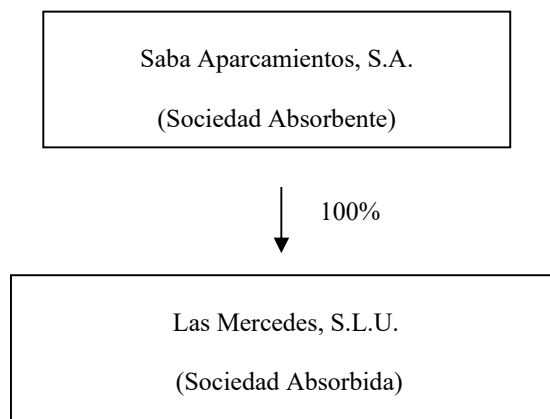 Saba Aparcamientos, S.A.
(Sociedad Absorbente)
100%
Las Mercedes, S.L.U.
(Sociedad Absorbida)